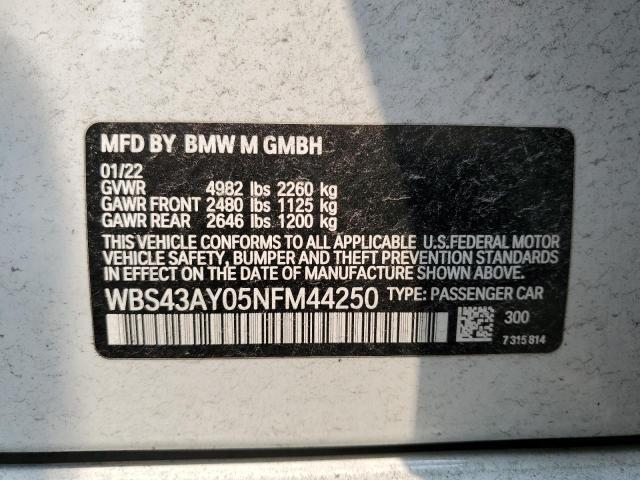 MFD BY BMW M GMBH
01/22
GVWR 4982 lbs 2260 kg
GAWR FRONT 2480 lbs 1125 kg
GAWR REAR 2646 lbs 1200 kg
THIS VEHICLE CONFORMS TO ALL APPLICABLE U.S.FEDERAL MOTOR
VEHICLE SAFETY, BUMPER AND THEFT PREVENTION STANDARDS
IN EFFECT ON THE DATE OF MANUFACTURE SHOWN ABOVE.
WBS43AY05NFM44250 TYPE: PASSENGER CAR
300
7 315 814